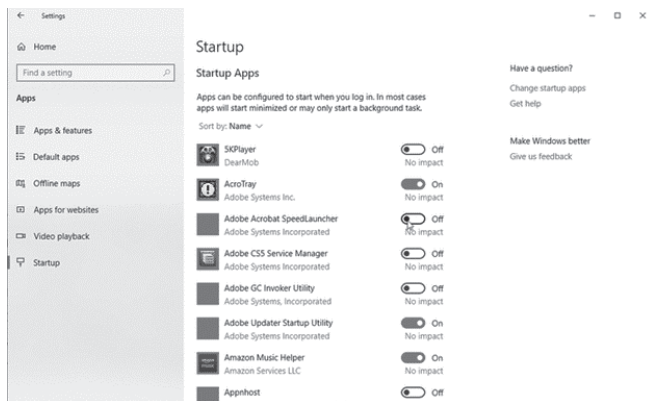 Settings
Home
Find a setting
Apps
Apps & features
Default apps
Offline maps
Apps for websites
Video playback
Startup
Startup
Startup Apps
Apps can be configured to start when you log in. In most cases
apps will start minimized or may only start a background task.
Sort by: Name
5KPlayer
Off
DearMob
No impact
AcroTray
On
Adobe Systems Inc.
No impact
Adobe Acrobat SpeedLauncher
Off
Adobe Systems Incorporated
No impact
Adobe CS5 Service Manager
Off
Adobe Systems Incorporated
No impact
Adobe GC Invoker Utility
Off
Adobe Systems, Incorporated
No impact
Adobe Updater Startup Utility
On
Adobe Systems Incorporated
No impact
Amazon Music Helper
On
Amazon Services LLC
No impact
Appnhost
Off
Have a question?
Change startup apps
Get help
Make Windows better
Give us feedback